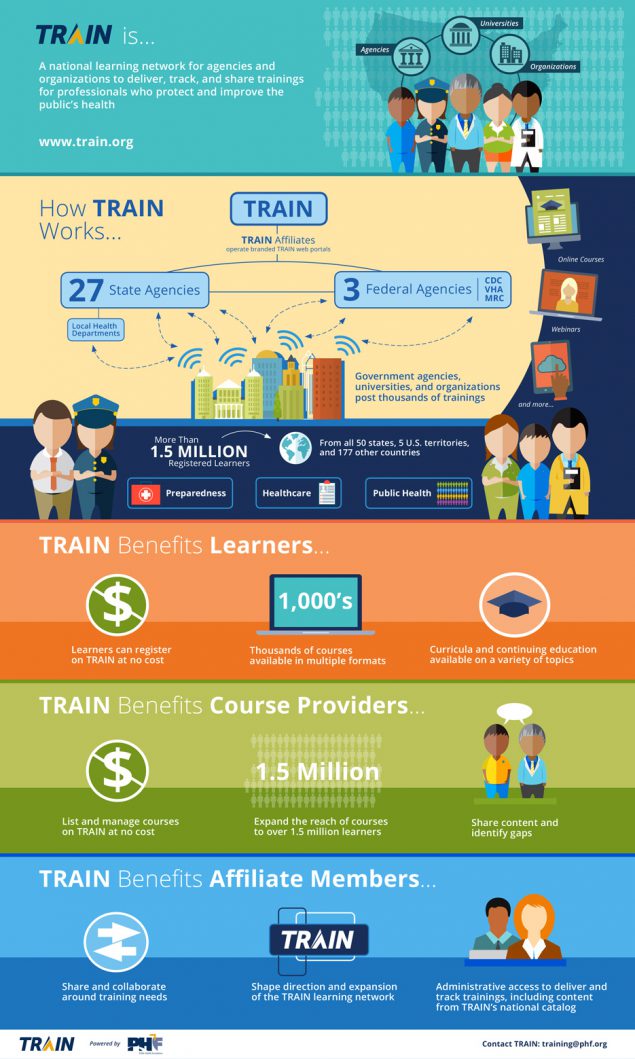 TRAIN is...
A national learning network for agencies and
organizations to deliver, track, and share trainings
for professionals who protect and improve the
public's health
www.train.org
Agencies
Universities
Organizations
How TRAIN
Works...
TRAIN
TRAIN Affiliates
operate branded TRAIN web portals
27 State Agencies
3 Federal Agencies
CDC
VHA
MRC
Local Health
Departments
Government agencies,
universities, and organizations
post thousands of trainings
Online Courses
Webinars
and more...
More Than
1.5 MILLION
Registered Learners
From all 50 states, 5 U.S. territories,
and 177 other countries
Preparedness
Healthcare
Public Health
TRAIN Benefits Learners...
Learners can register
on TRAIN at no cost
1,000's
Thousands of courses
available in multiple formats
Curricula and continuing education
available on a variety of topics
TRAIN Benefits Course Providers...
List and manage courses
on TRAIN at no cost
1.5 Million
Expand the reach of courses
to over 1.5 million learners
Share content and
identify gaps
TRAIN Benefits Affiliate Members...
Share and collaborate
around training needs
TRAIN
Shape direction and expansion
of the TRAIN learning network
Administrative access to deliver and
track trainings, including content
from TRAIN's national catalog
TRAIN
Powered by
PHF
Contact TRAIN: training@phf.org